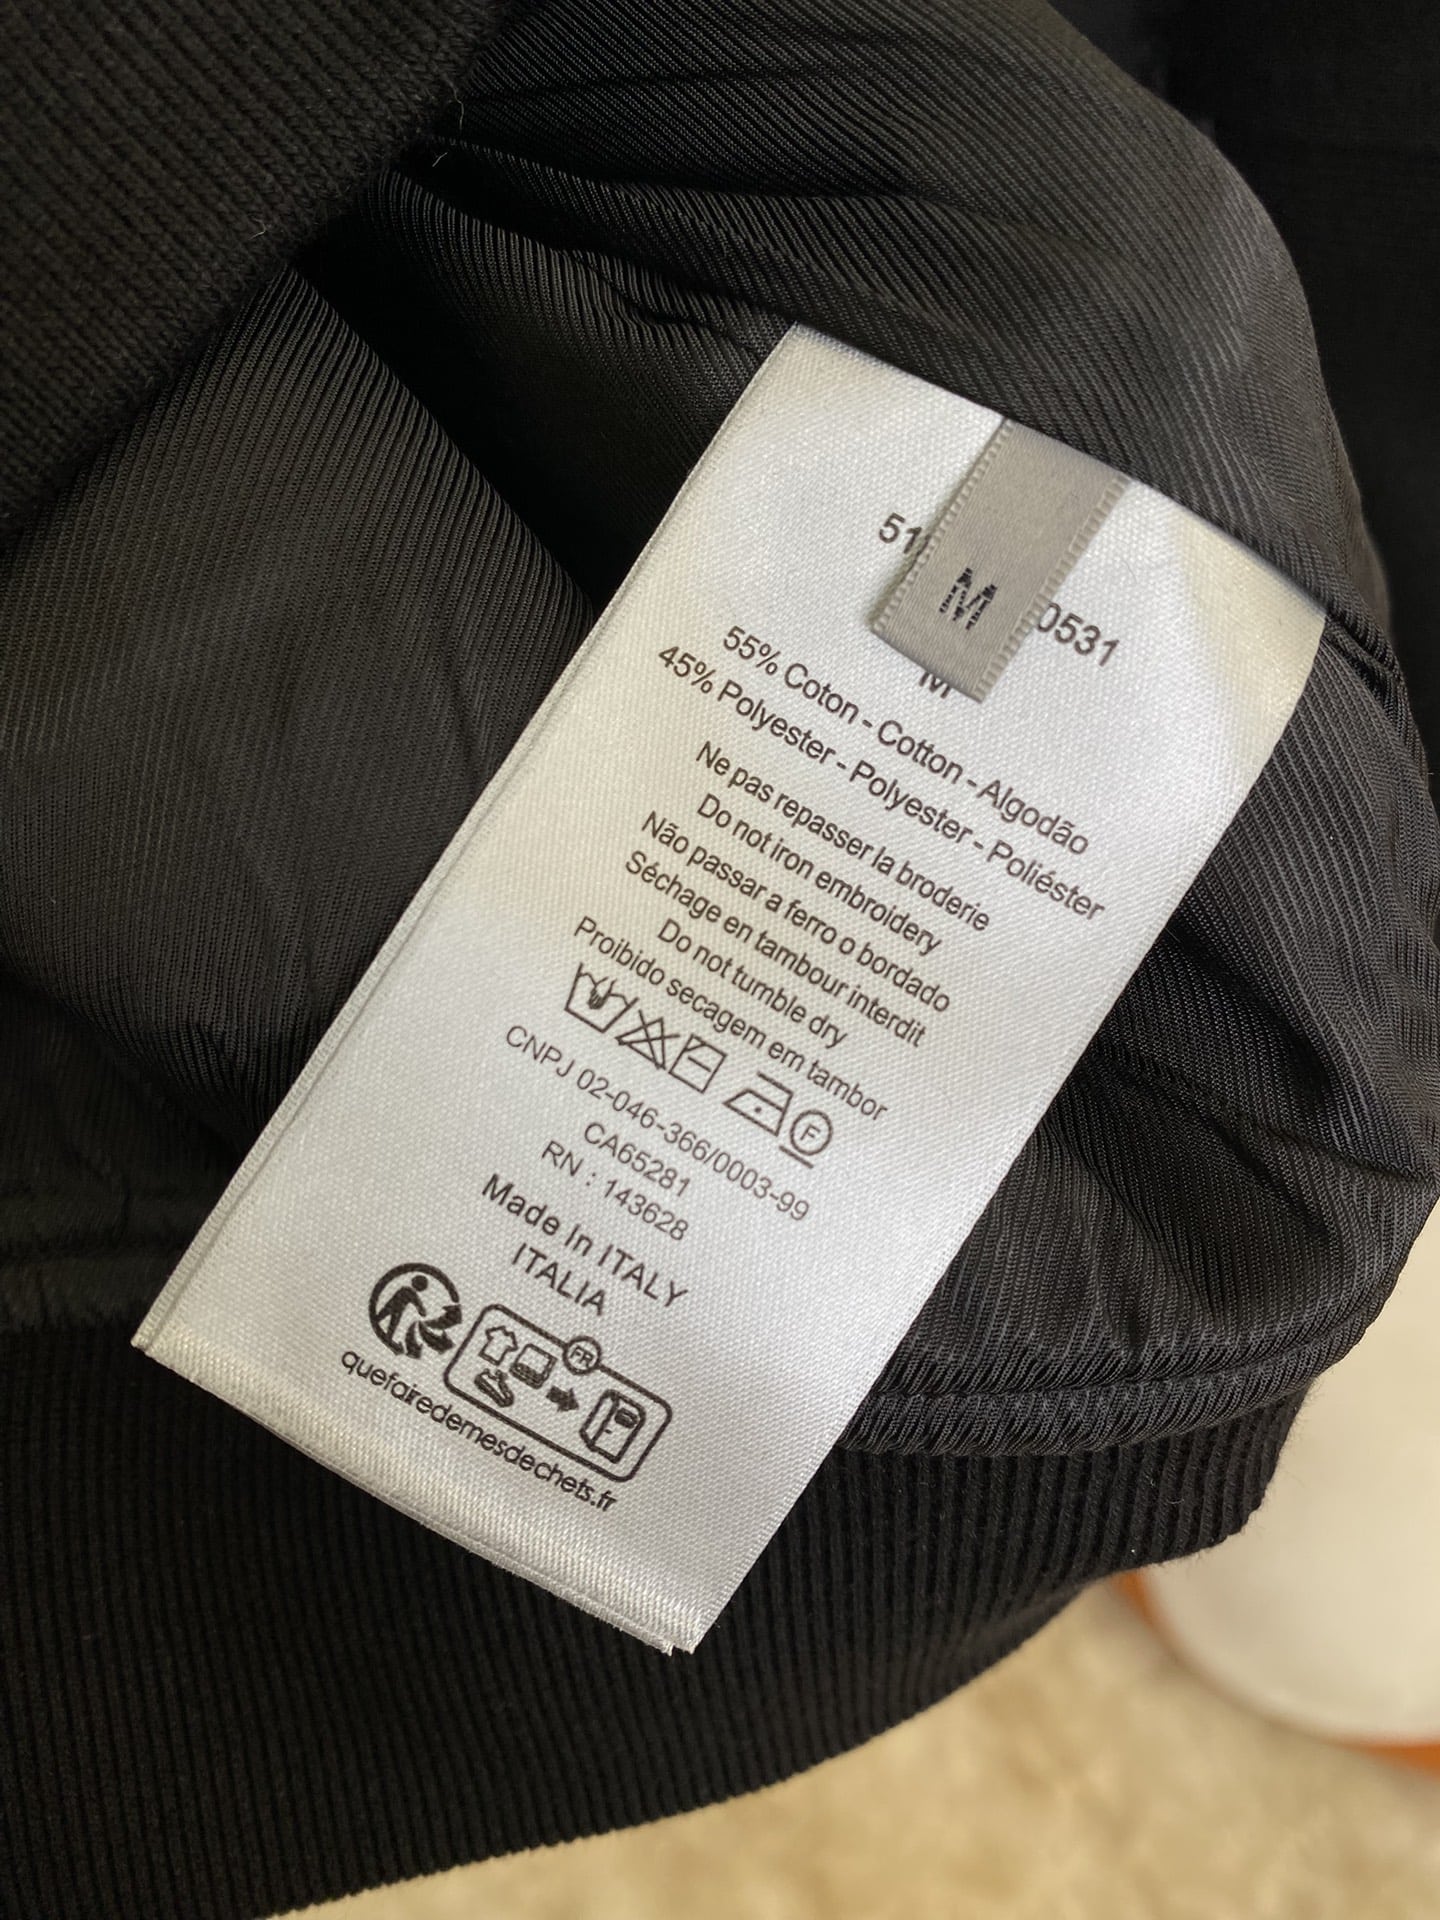 M
0531
55% Coton - Cotton - Algodão
45% Polyester - Polyester - Poliéster
Ne pas repasser la broderie
Do not iron embroidery
Não passar a ferro o bordado
Séchage en tambour interdit
Do not tumble dry
Proibido secagem em tambor
F
CNPJ 02-046-366/0003-99
CA65281
RN : 143628
Made in ITALY
ITALIA
FR
quefairedemesdechets.fr